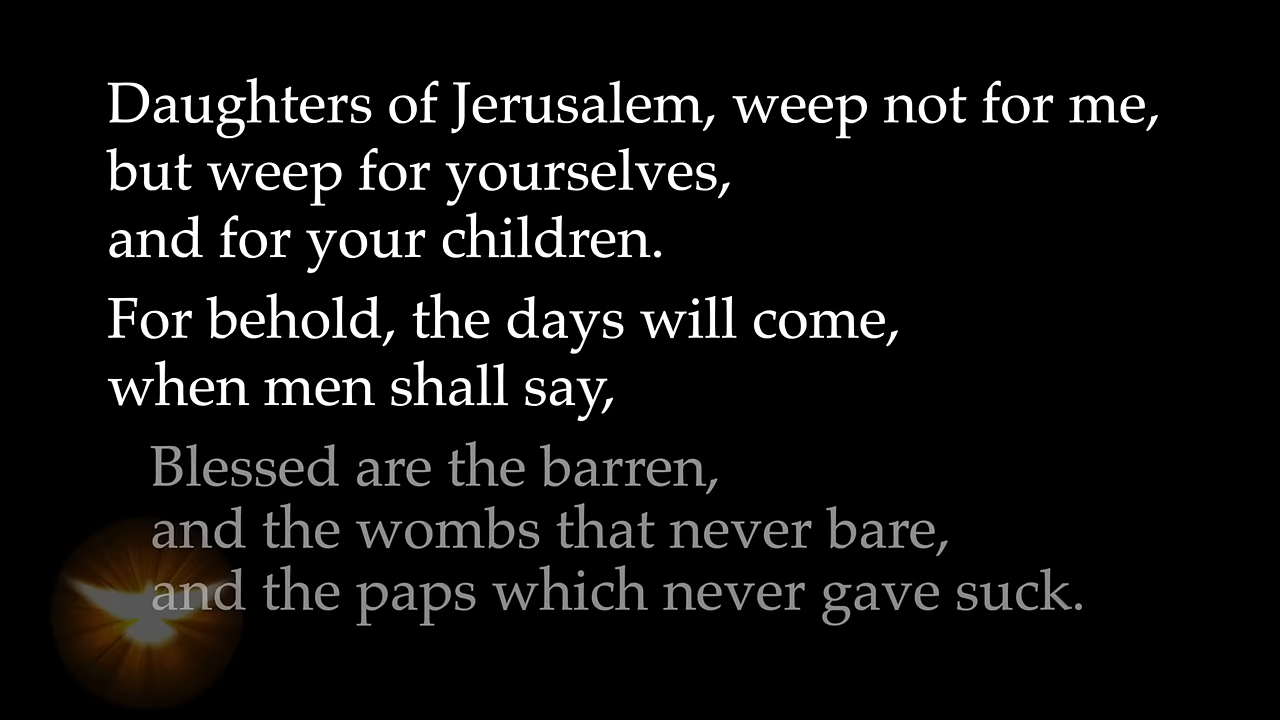 Daughters of Jerusalem, weep not for me,
but weep for yourselves,
and for your children.
For behold, the days will come,
when men shall say,
Blessed are the barren,
and the wombs that never bare,
and the paps which never gave suck.